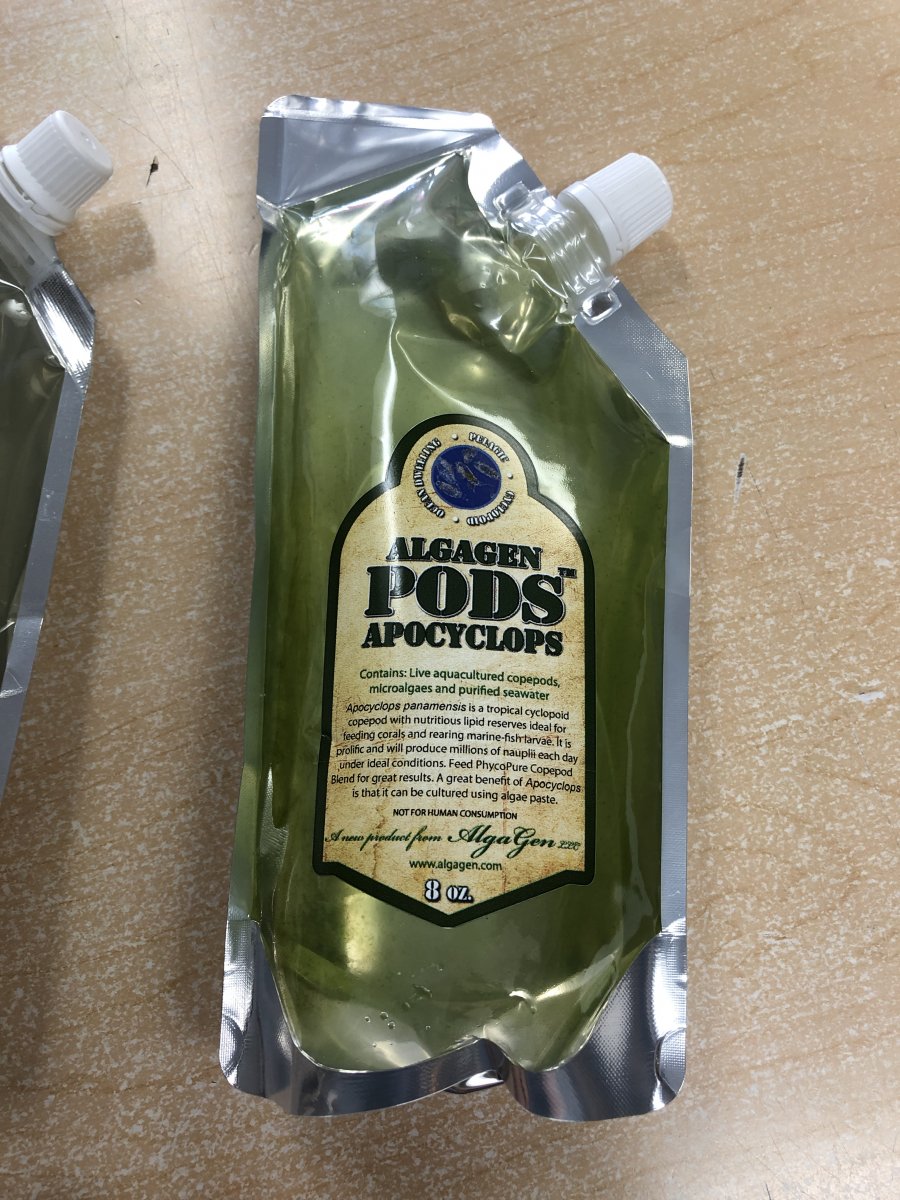 OCEAN DWELLING • PELAGIC • CYCLOPOID •
ALGAGEN
PODS™
APOCYCLOPS
Contains: Live aquacultured copepods,
microalgaes and purified seawater
Apocyclops panamensis is a tropical cyclopoid
copepod with nutritious lipid reserves ideal for
feeding corals and rearing marine-fish larvae. It is
prolific and will produce millions of nauplii each day
under ideal conditions. Feed PhycoPure Copepod
Blend for great results. A great benefit of Apocyclops
is that it can be cultured using algae paste.
NOT FOR HUMAN CONSUMPTION
A new product from AlgaGen LLC
www.algagen.com
8 OZ.